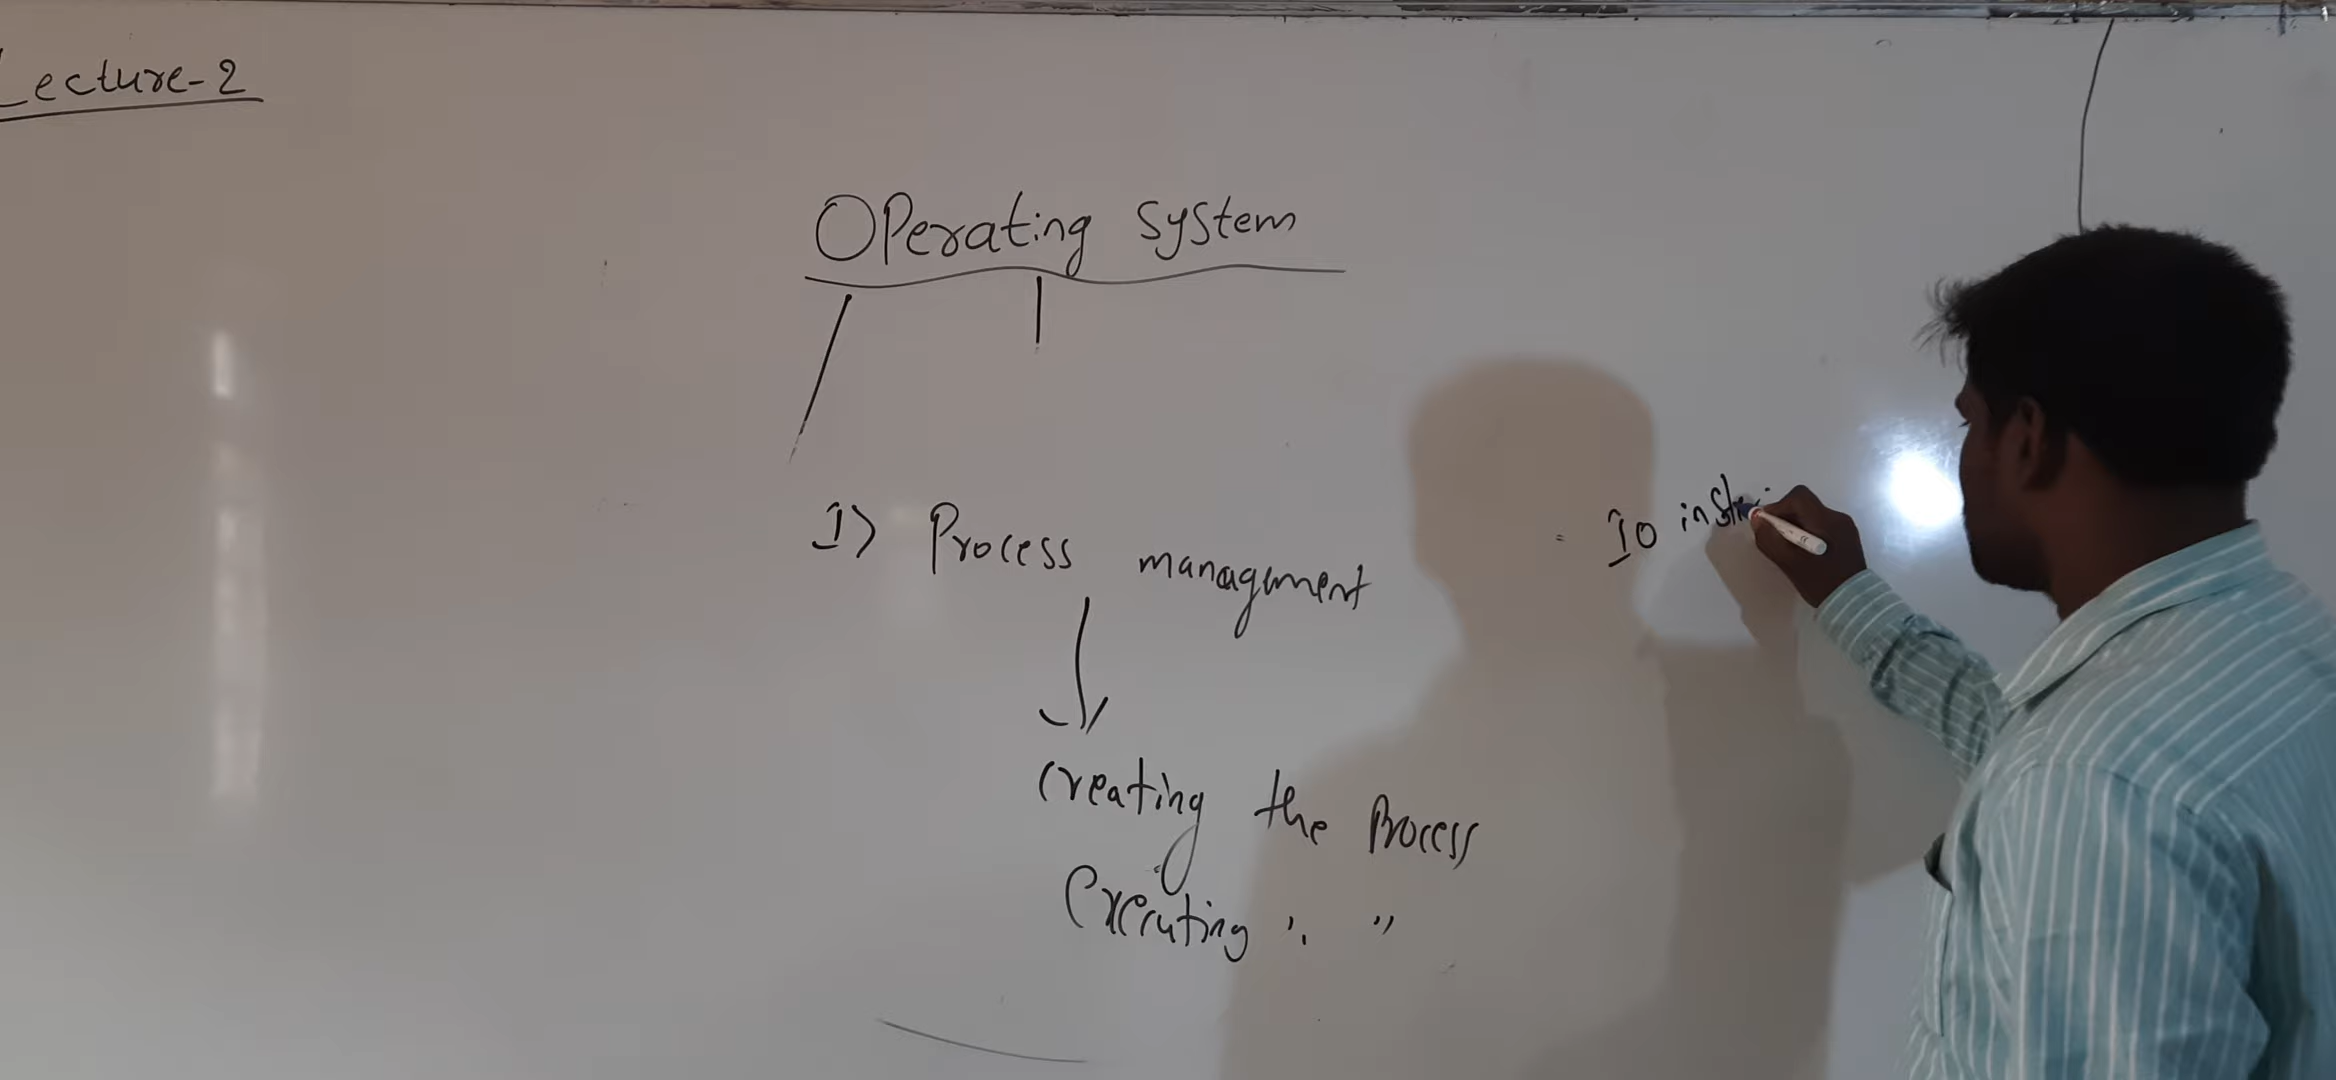 Lecture-2
Operating system
1) Process management
IO
creating the process
Executing " "